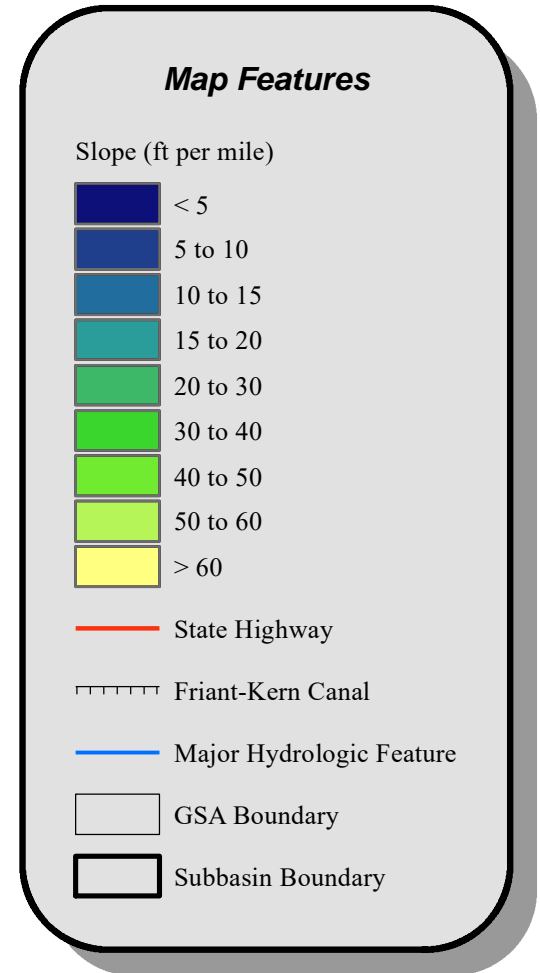 Map Features
Slope (ft per mile)
< 5
5 to 10
10 to 15
15 to 20
20 to 30
30 to 40
40 to 50
50 to 60
> 60
State Highway
Friant-Kern Canal
Major Hydrologic Feature
GSA Boundary
Subbasin Boundary